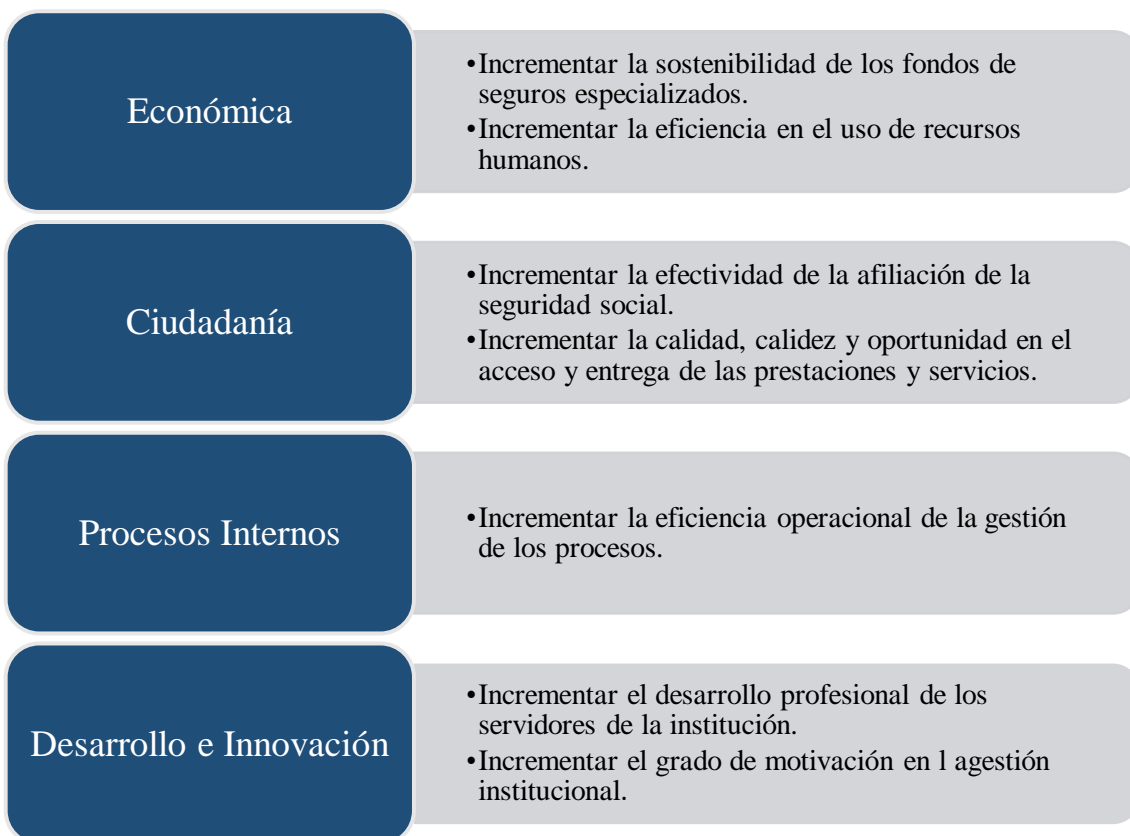 Económica
•Incrementar la sostenibilidad de los fondos de
seguros especializados.
•Incrementar la eficiencia en el uso de recursos
humanos.
Ciudadanía
•Incrementar la efectividad de la afiliación de la
seguridad social.
•Incrementar la calidad, calidez y oportunidad en el
acceso y entrega de las prestaciones y servicios.
Procesos Internos
•Incrementar la eficiencia operacional de la gestión
de los procesos.
Desarrollo e Innovación
•Incrementar el desarrollo profesional de los
servidores de la institución.
•Incrementar el grado de motivación en l agestión
institucional.